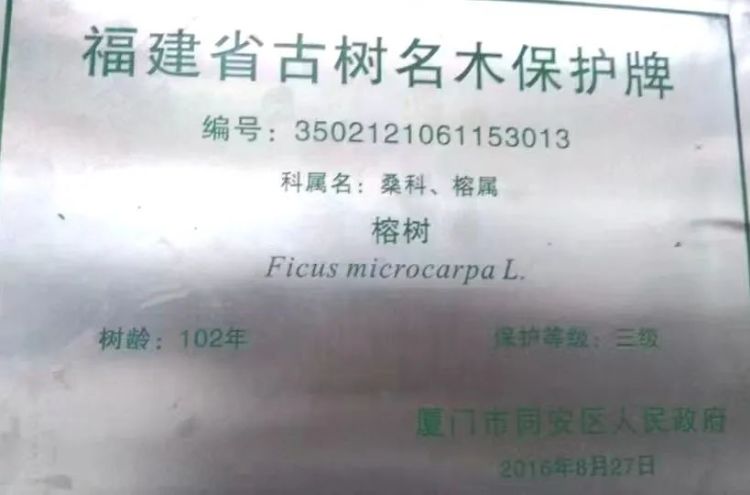 福建省古树名木保护牌
编号：3502121061153013
科属名：桑科、榕属
榕树
Ficus microcarpa L.
树龄：102年
保护等级：三级
厦门市同安区人民政府
2016年8月27日